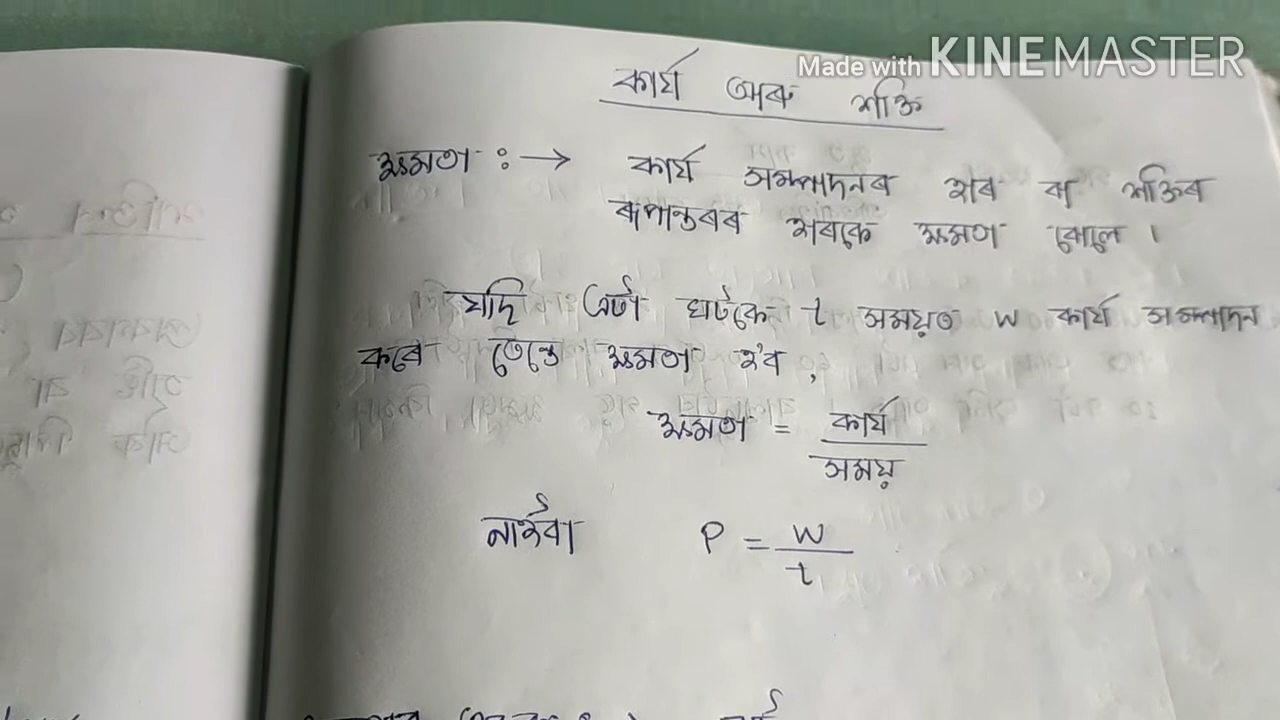 Made with KINEMASTER
কাৰ্য আৰু শক্তি
ক্ষমতা :→ কাৰ্য সম্পাদনৰ হাৰ বা শক্তিৰ
ৰূপান্তৰৰ হাৰকে ক্ষমতা বোলে ।
যদি এটা ঘটকে t সময়ত w কাৰ্য সম্পাদন
কৰে তেন্তে ক্ষমতা হ'ব,
ক্ষমতা = কাৰ্য
সময়
নাইবা P = W
t